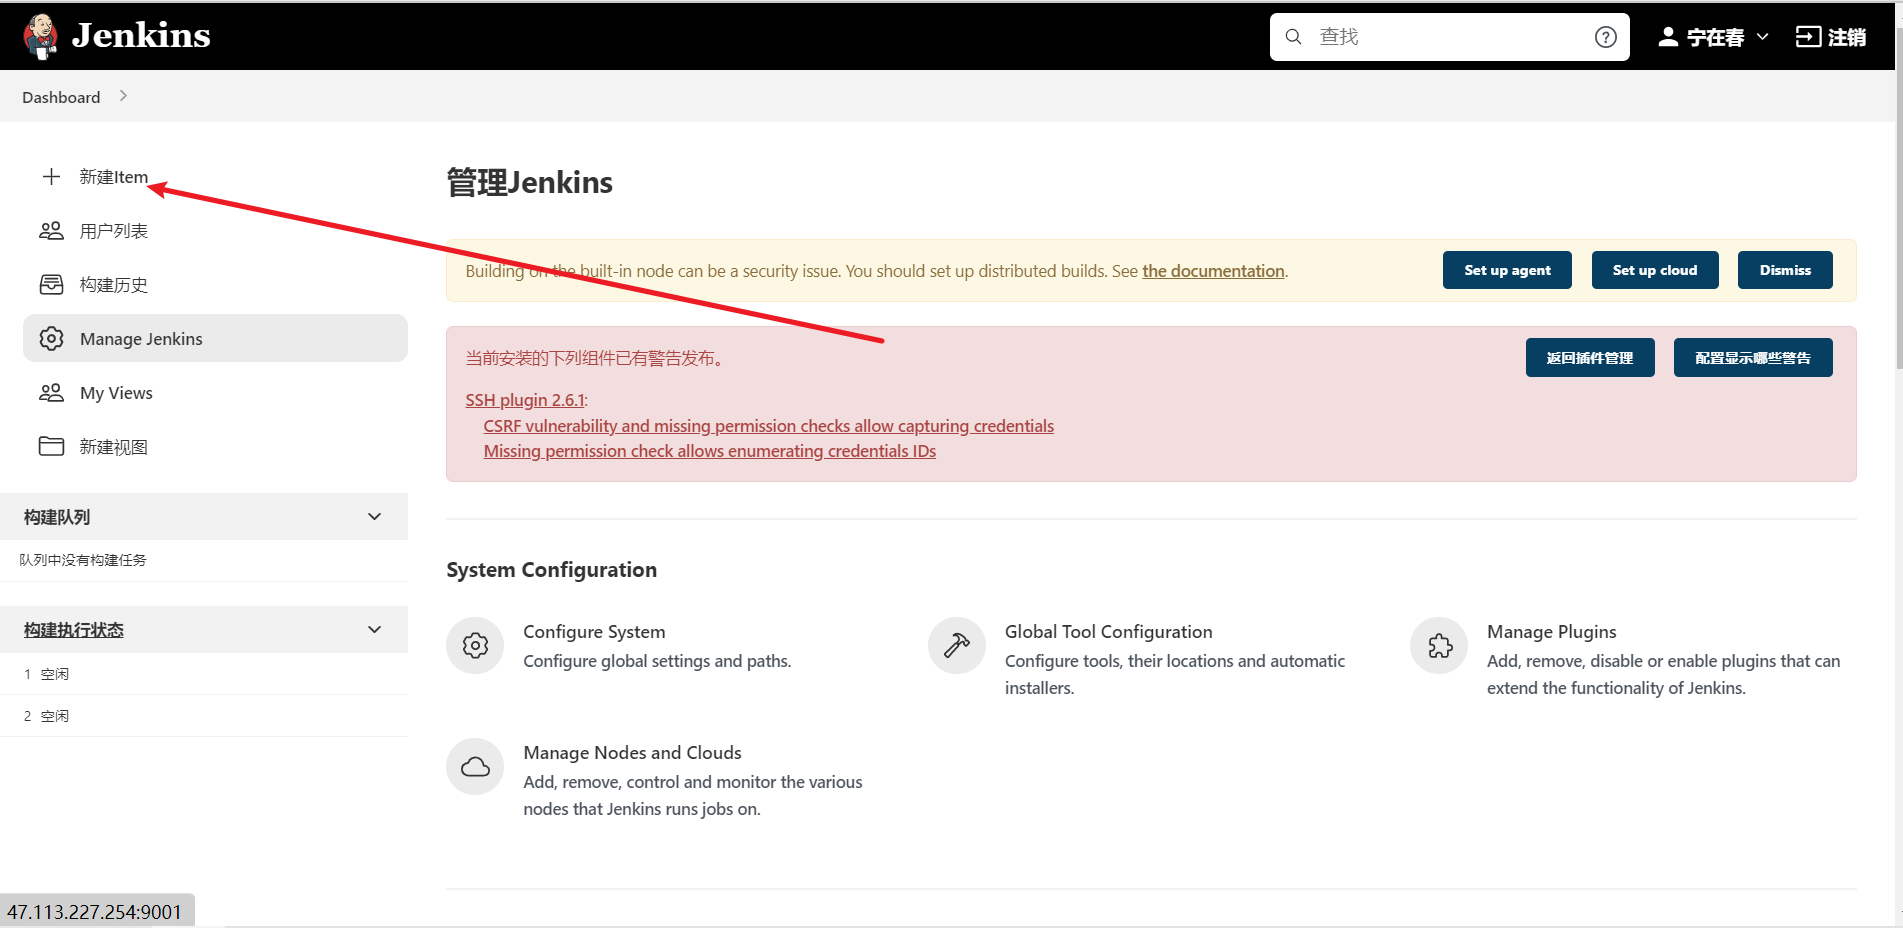 Jenkins
查找
宁在春
注销
Dashboard
新建Item
用户列表
构建历史
Manage Jenkins
My Views
新建视图
构建队列
队列中没有构建任务
构建执行状态
1 空闲
2 空闲
管理Jenkins
Building on the built-in node can be a security issue. You should set up distributed builds. See the documentation.
Set up agent
Set up cloud
Dismiss
当前安装的下列组件已有警告发布。
返回插件管理
配置显示哪些警告
SSH plugin 2.6.1:
CSRF vulnerability and missing permission checks allow capturing credentials
Missing permission check allows enumerating credentials IDs
System Configuration
Configure System
Configure global settings and paths.
Global Tool Configuration
Configure tools, their locations and automatic
installers.
Manage Plugins
Add, remove, disable or enable plugins that can
extend the functionality of Jenkins.
Manage Nodes and Clouds
Add, remove, control and monitor the various
nodes that Jenkins runs jobs on.
47.113.227.254:9001